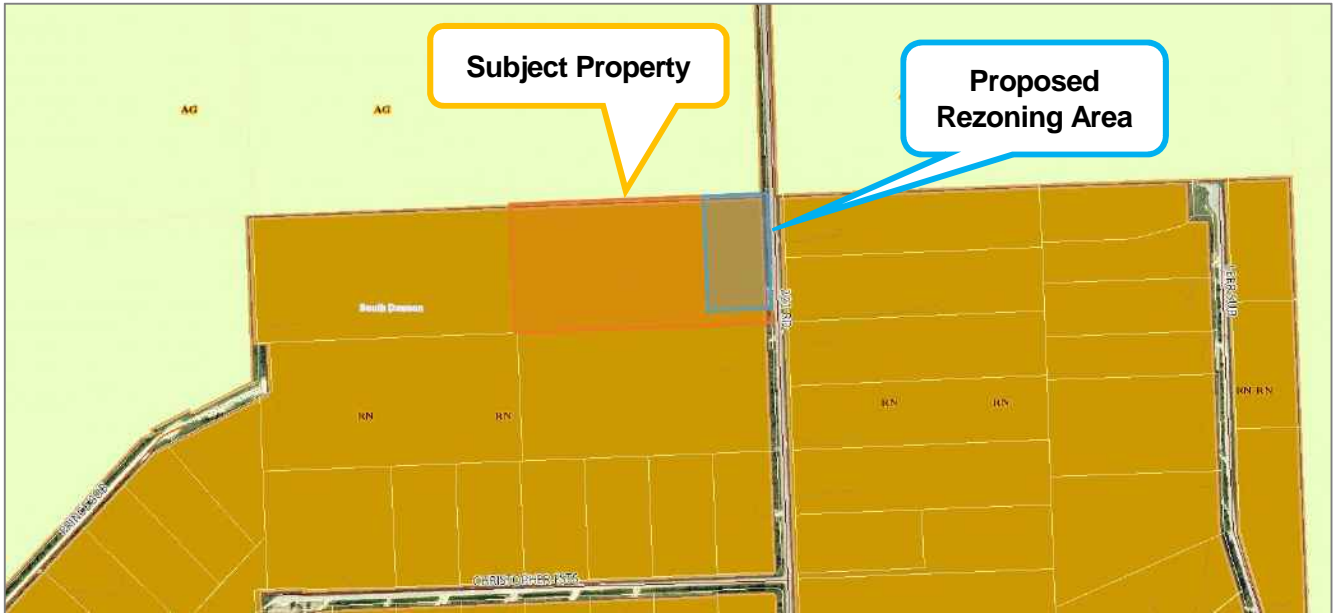 Subject Property
Proposed
Rezoning Area
AG
AG
South Dawson
RN
RN
RN
RN
RN RN
CHRISTOPHER ESTS